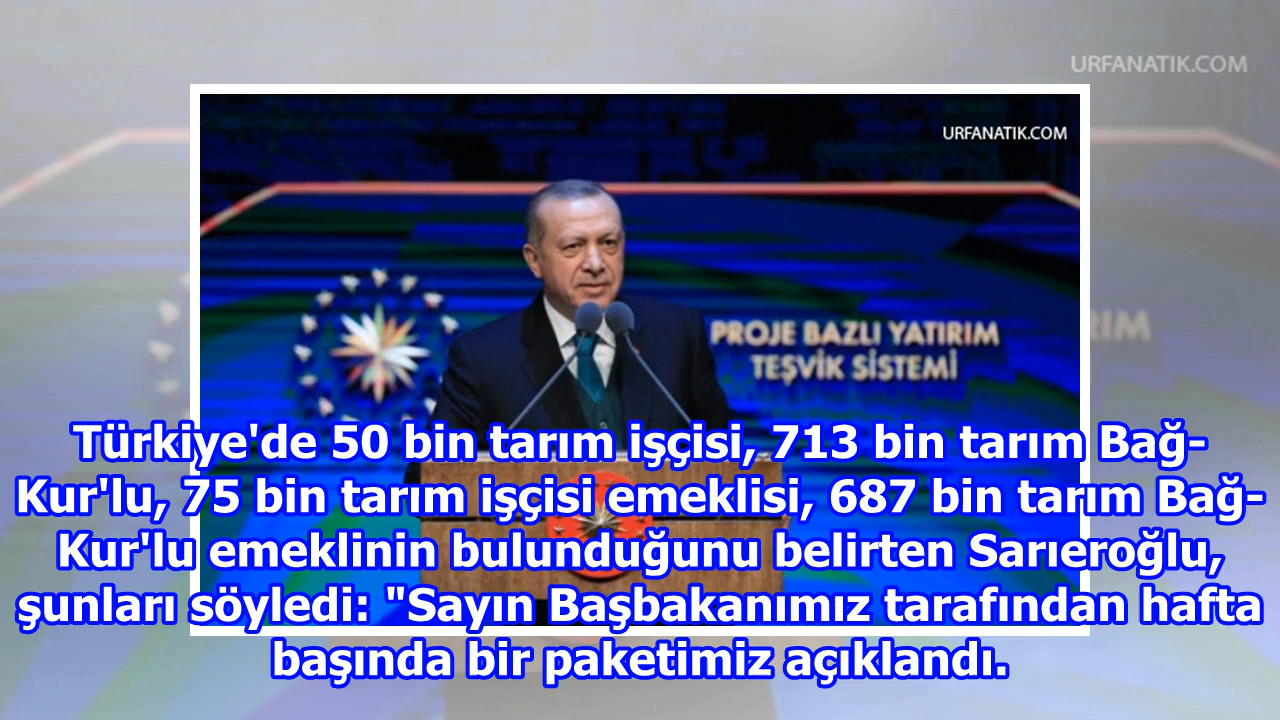 URFANATIK.COM
URFANATIK.COM
PROJE BAZLI YATIRIM
TEŞVİK SİSTEMİ
RIM
Türkiye'de 50 bin tarım işçisi, 713 bin tarım Bağ-
Kur'lu, 75 bin tarım işçisi emeklisi, 687 bin tarım Bağ-
Kur'lu emeklinin bulunduğunu belirten Sarıeroğlu,
şunları söyledi: "Sayın Başbakanımız tarafından hafta
başında bir paketimiz açıklandı.